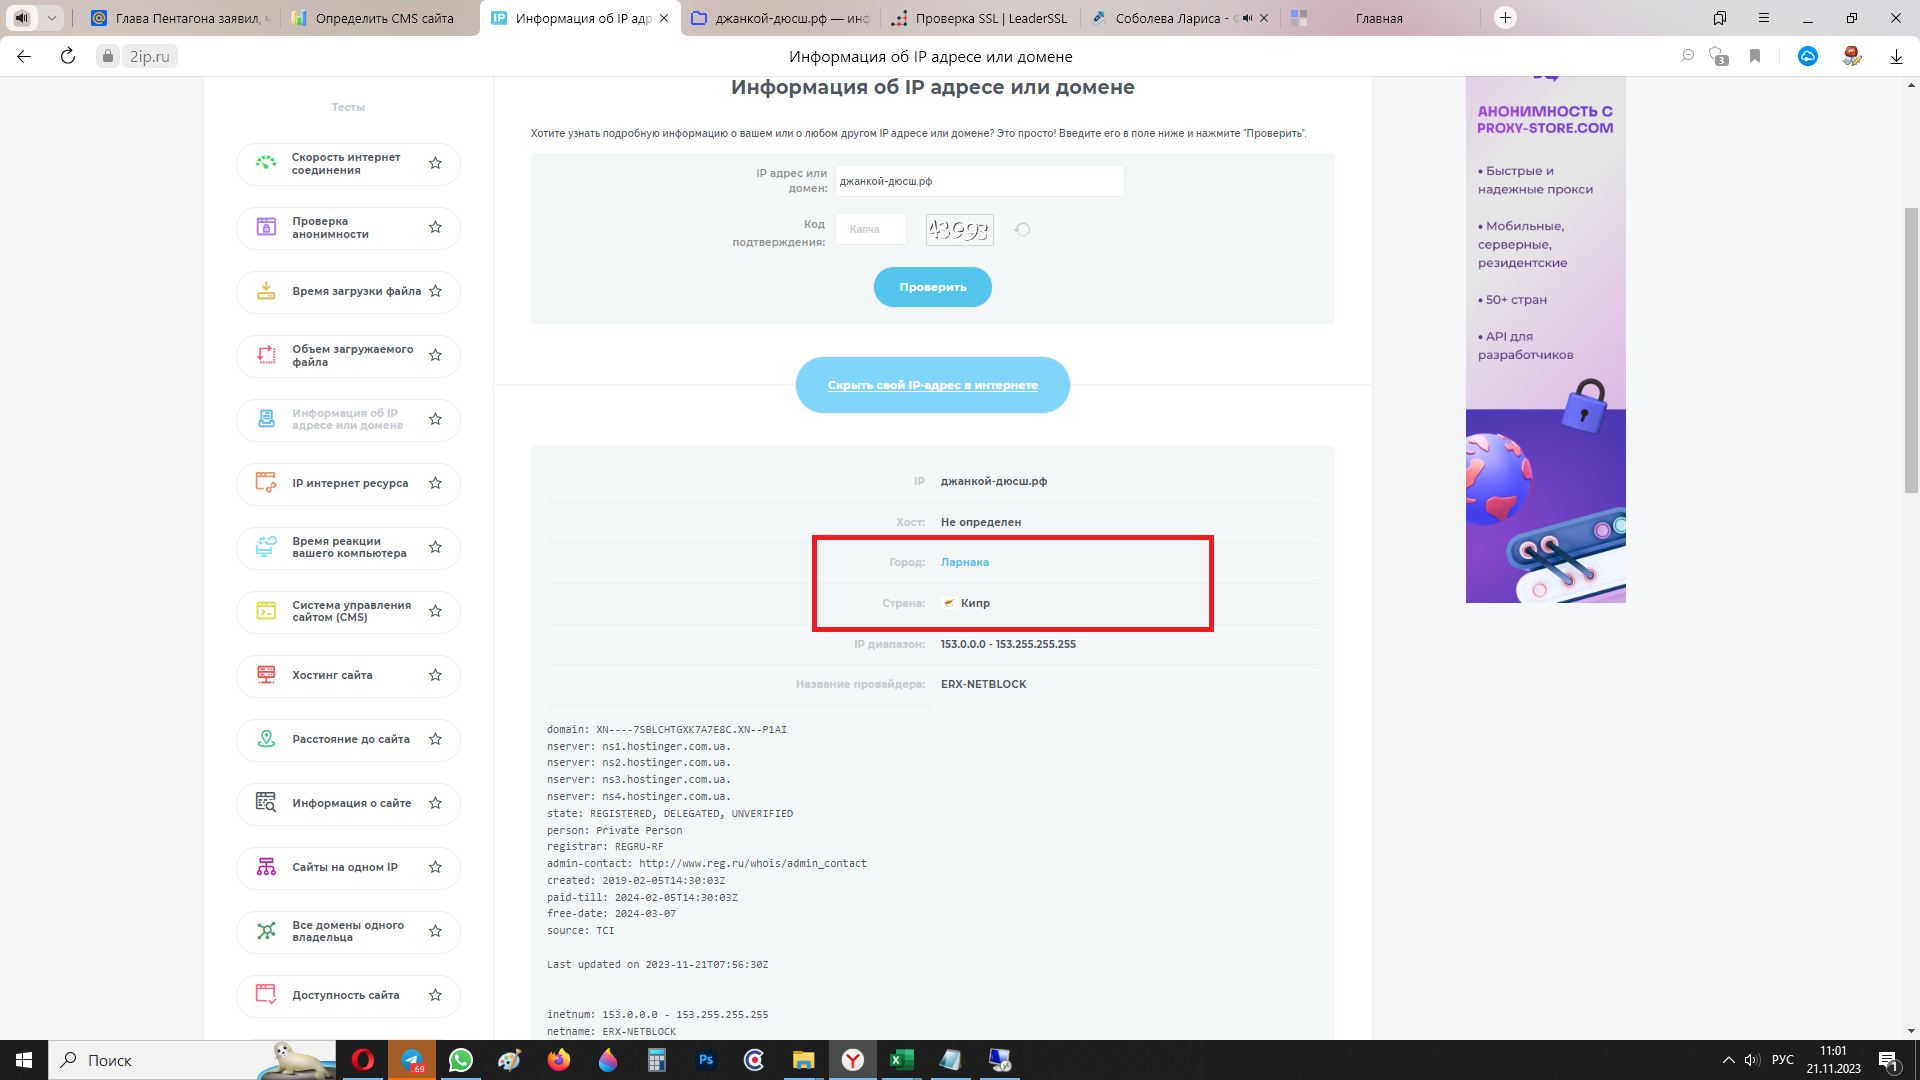 Глава Пентагона заявил, ч
Определить CMS сайта
Информация об IP адре
джанкой-дюсш.рф — инф
Проверка SSL | LeaderSSL
Соболева Лариса -
Главная
2ip.ru
Информация об IP адресе или домене
3
Тесты
Скорость интернет
соединения
Проверка
анонимности
Время загрузки файла
Объем загружаемого
файла
Информация об IP
адресе или домене
IP интернет ресурса
Время реакции
вашего компьютера
Система управления
сайтом (CMS)
Хостинг сайта
Расстояние до сайта
Информация о сайте
Сайты на одном IP
Все домены одного
владельца
Доступность сайта
Информация об IP адресе или домене
Хотите узнать подробную информацию о вашем или о любом другом IP адресе или домене? Это просто! Введите его в поле ниже и нажмите "Проверить".
IP адрес или
домен:
джанкой-дюсш.рф
Код
подтверждения:
Капча
43993
Проверить
Скрыть свой IP-адрес в интернете
IP джанкой-дюсш.рф
Хост: Не определен
Город: Ларнака
Страна: Кипр
IP диапазон: 153.0.0.0 - 153.255.255.255
Название провайдера: ERX-NETBLOCK
domain: XN----7SBLCHTGXK7A7E8C.XN--P1AI
nserver: ns1.hostinger.com.ua.
nserver: ns2.hostinger.com.ua.
nserver: ns3.hostinger.com.ua.
nserver: ns4.hostinger.com.ua.
state: REGISTERED, DELEGATED, UNVERIFIED
person: Private Person
registrar: REGRU-RF
admin-contact: http://www.reg.ru/whois/admin_contact
created: 2019-02-05T14:30:03Z
paid-till: 2024-02-05T14:30:03Z
free-date: 2024-03-07
source: TCI
Last updated on 2023-11-21T07:56:30Z
inetnum: 153.0.0.0 - 153.255.255.255
netname: ERX-NETBLOCK
АНОНИМНОСТЬ С
PROXY-STORE.COM
• Быстрые и
надежные прокси
• Мобильные,
серверные,
резидентские
• 50+ стран
• API для
разработчиков
Поиск
.69
Ps
РУС
11:01
21.11.2023
1